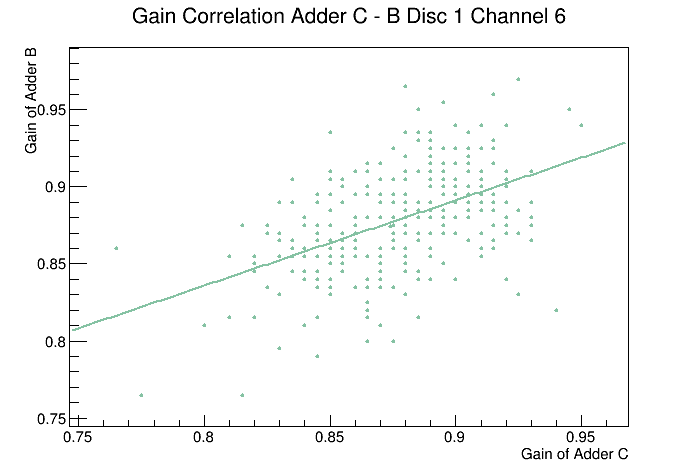 Gain Correlation Adder C - B Disc 1 Channel 6
Gain of Adder B
0.95
0.9
0.85
0.8
0.75
0.75 0.8 0.85 0.9 0.95
Gain of Adder C